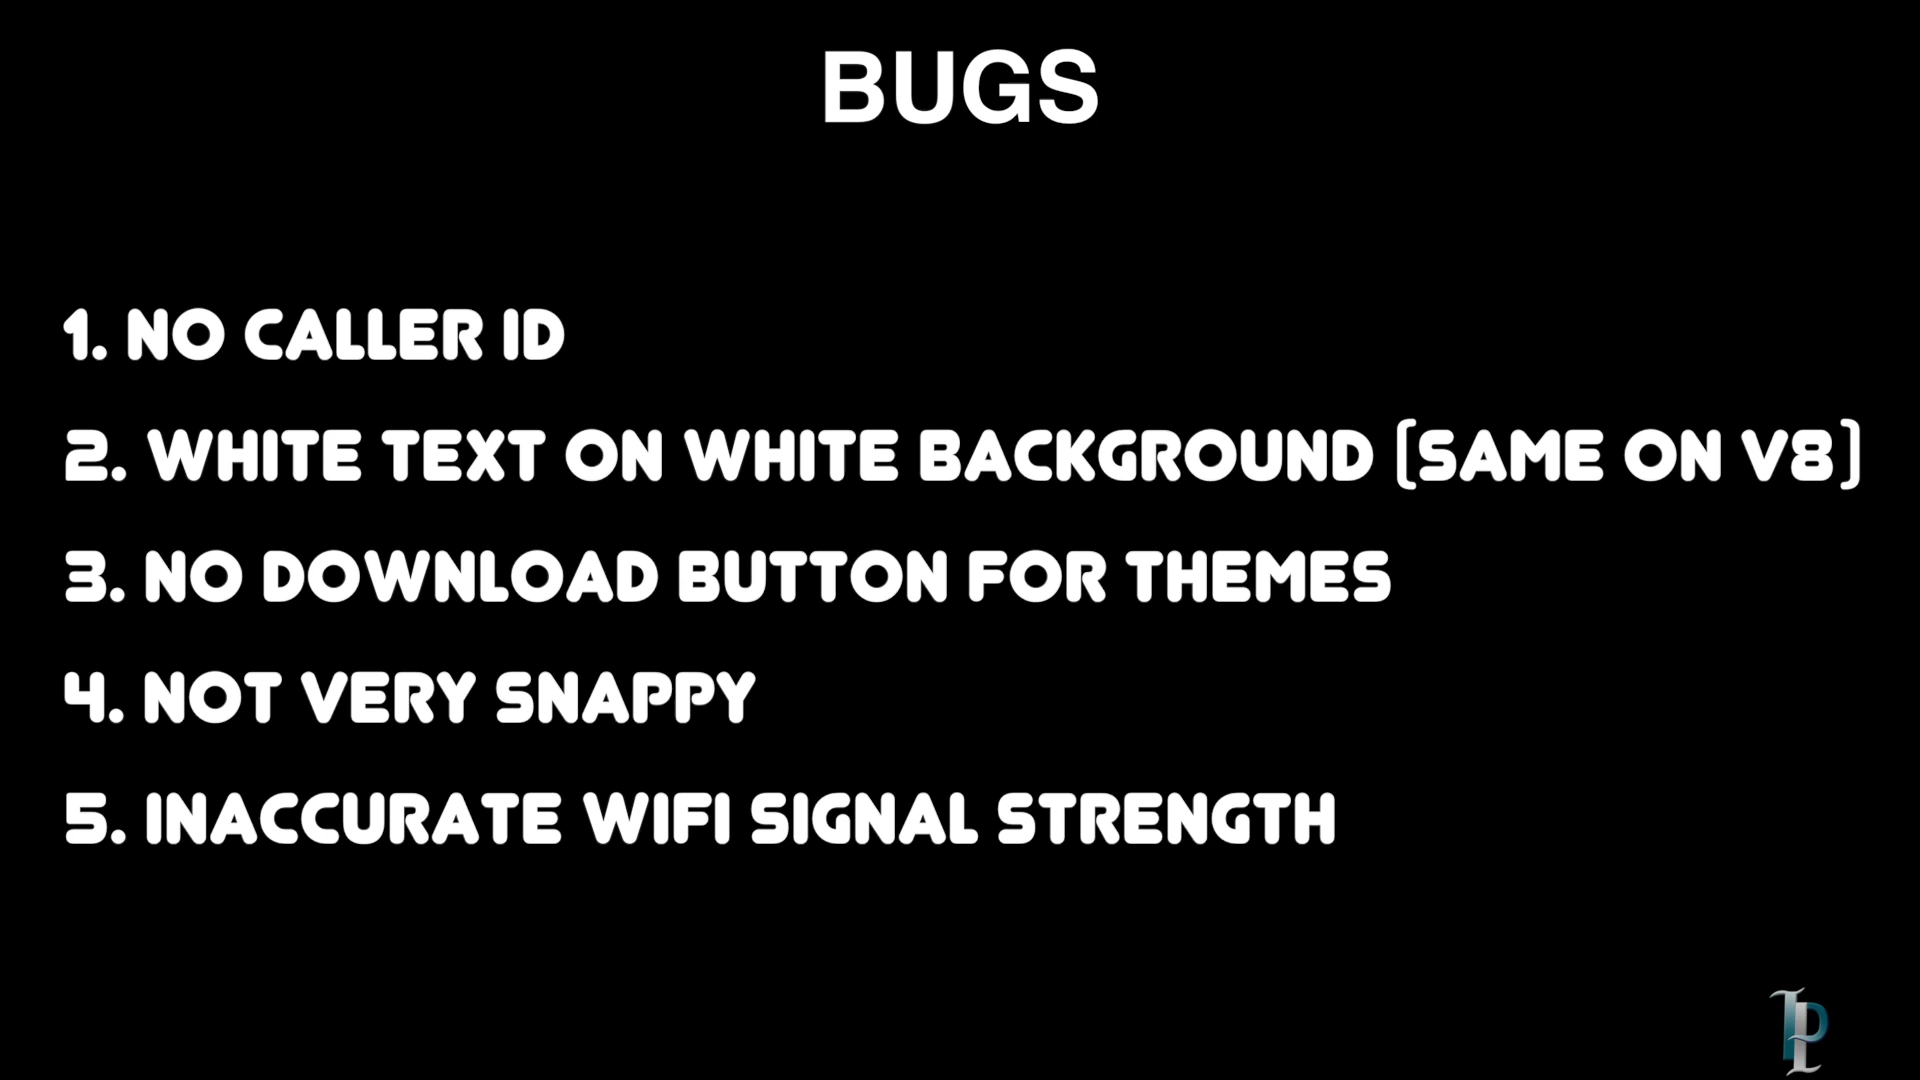 BUGS
1. NO CALLER ID
2. WHITE TEXT ON WHITE BACKGROUND (SAME ON V8)
3. NO DOWNLOAD BUTTON FOR THEMES
4. NOT VERY SNAPPY
5. INACCURATE WIFI SIGNAL STRENGTH